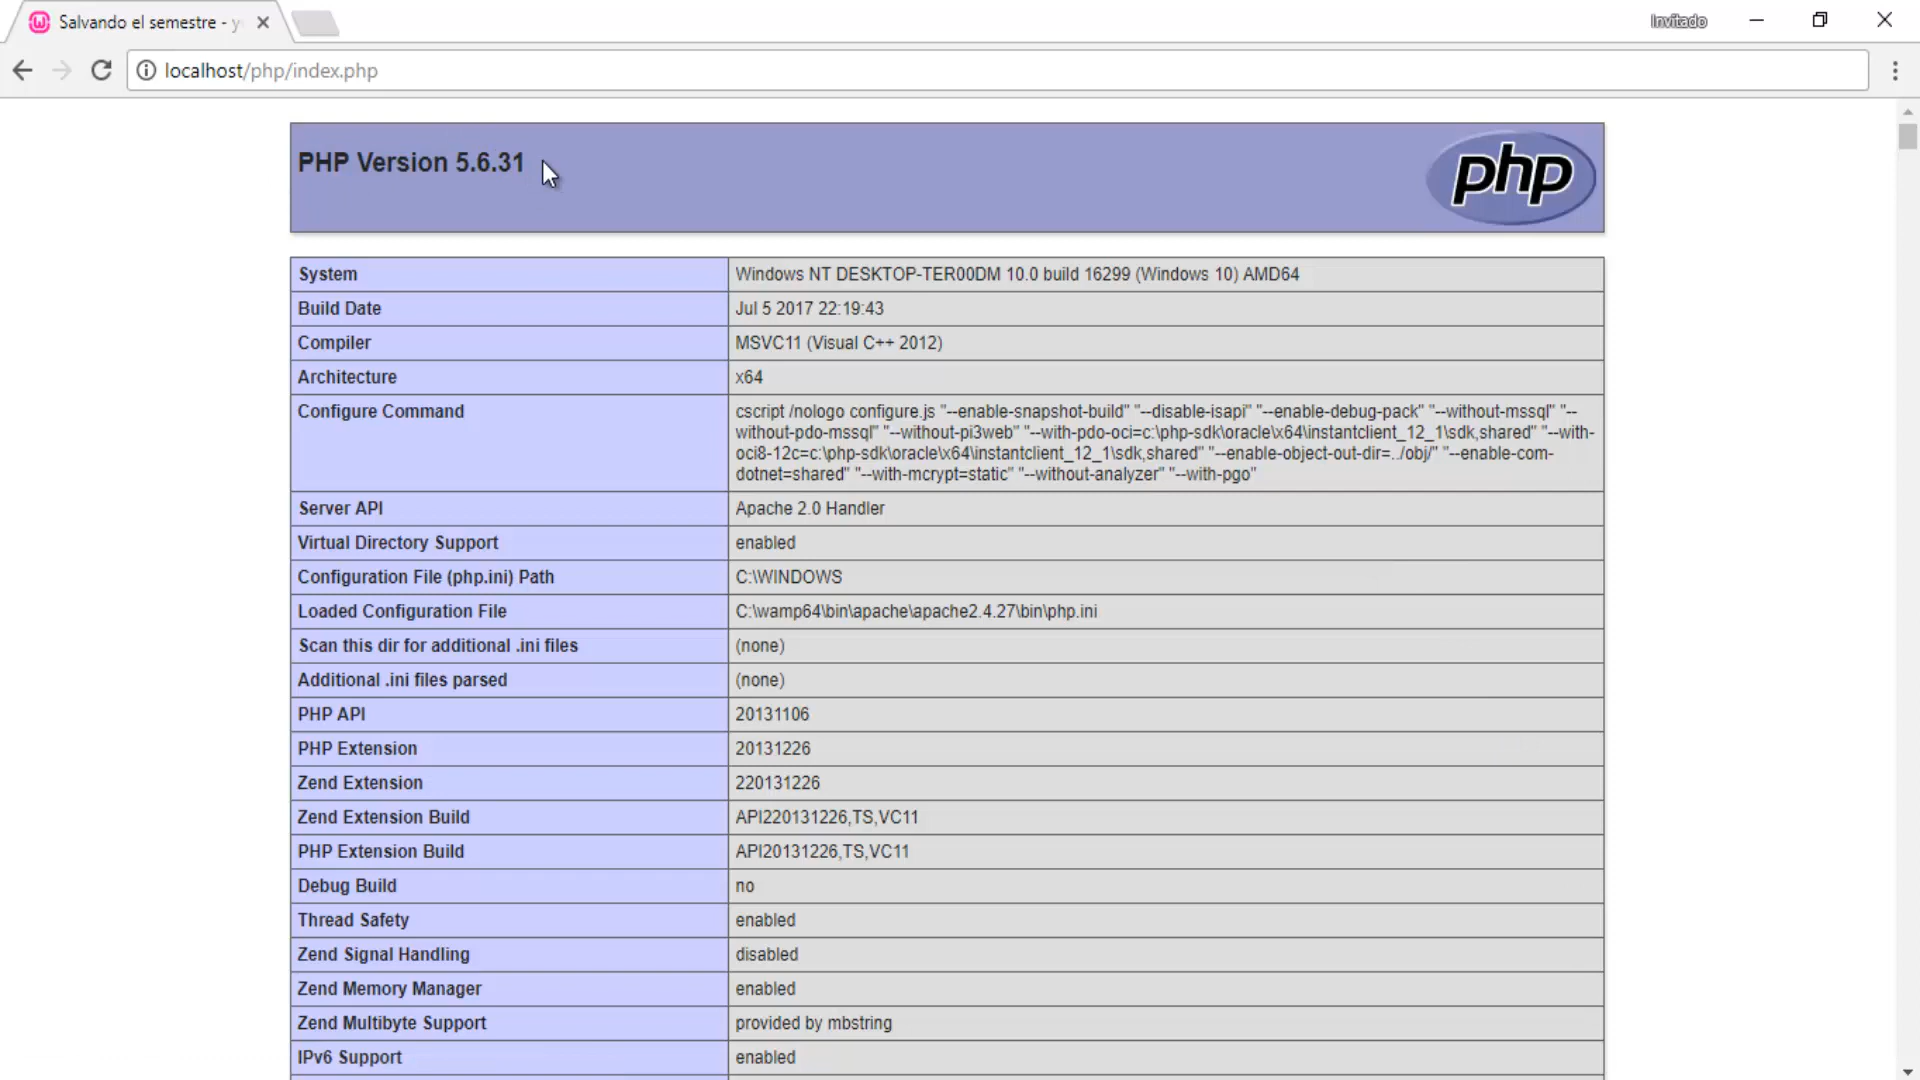 Salvando el semestre - y
Invitado
localhost/php/index.php
PHP Version 5.6.31
php
System Windows NT DESKTOP-TER00DM 10.0 build 16299 (Windows 10) AMD64
Build Date Jul 5 2017 22:19:43
Compiler MSVC11 (Visual C++ 2012)
Architecture x64
Configure Command cscript /nologo configure.js "--enable-snapshot-build" "--disable-isapi" "--enable-debug-pack" "--without-mssql" "--
without-pdo-mssql" "--without-pi3web" "--with-pdo-oci=c:\php-sdk\oracle\x64\instantclient_12_1\sdk,shared" "--with-
oci8-12c=c:\php-sdk\oracle\x64\instantclient_12_1\sdk,shared" "--enable-object-out-dir=../obj/" "--enable-com-
dotnet=shared" "--with-mcrypt=static" "--without-analyzer" "--with-pgo"
Server API Apache 2.0 Handler
Virtual Directory Support enabled
Configuration File (php.ini) Path C:\WINDOWS
Loaded Configuration File C:\wamp64\bin\apache\apache2.4.27\bin\php.ini
Scan this dir for additional .ini files (none)
Additional .ini files parsed (none)
PHP API 20131106
PHP Extension 20131226
Zend Extension 220131226
Zend Extension Build API220131226,TS,VC11
PHP Extension Build API20131226,TS,VC11
Debug Build no
Thread Safety enabled
Zend Signal Handling disabled
Zend Memory Manager enabled
Zend Multibyte Support provided by mbstring
IPv6 Support enabled